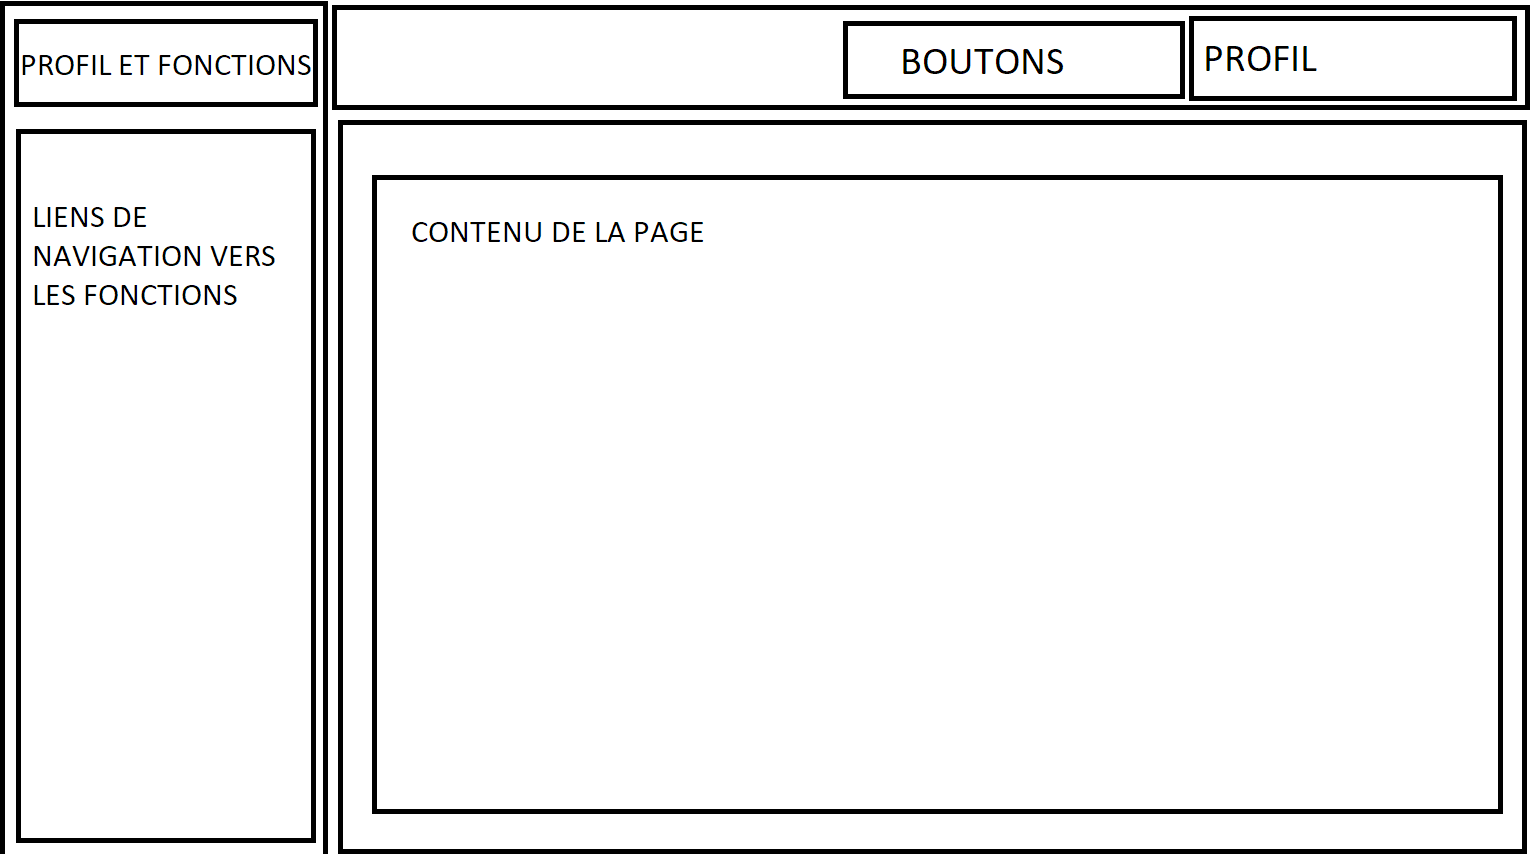 PROFIL ET FONCTIONS
BOUTONS
PROFIL
LIENS DE
NAVIGATION VERS
LES FONCTIONS
CONTENU DE LA PAGE